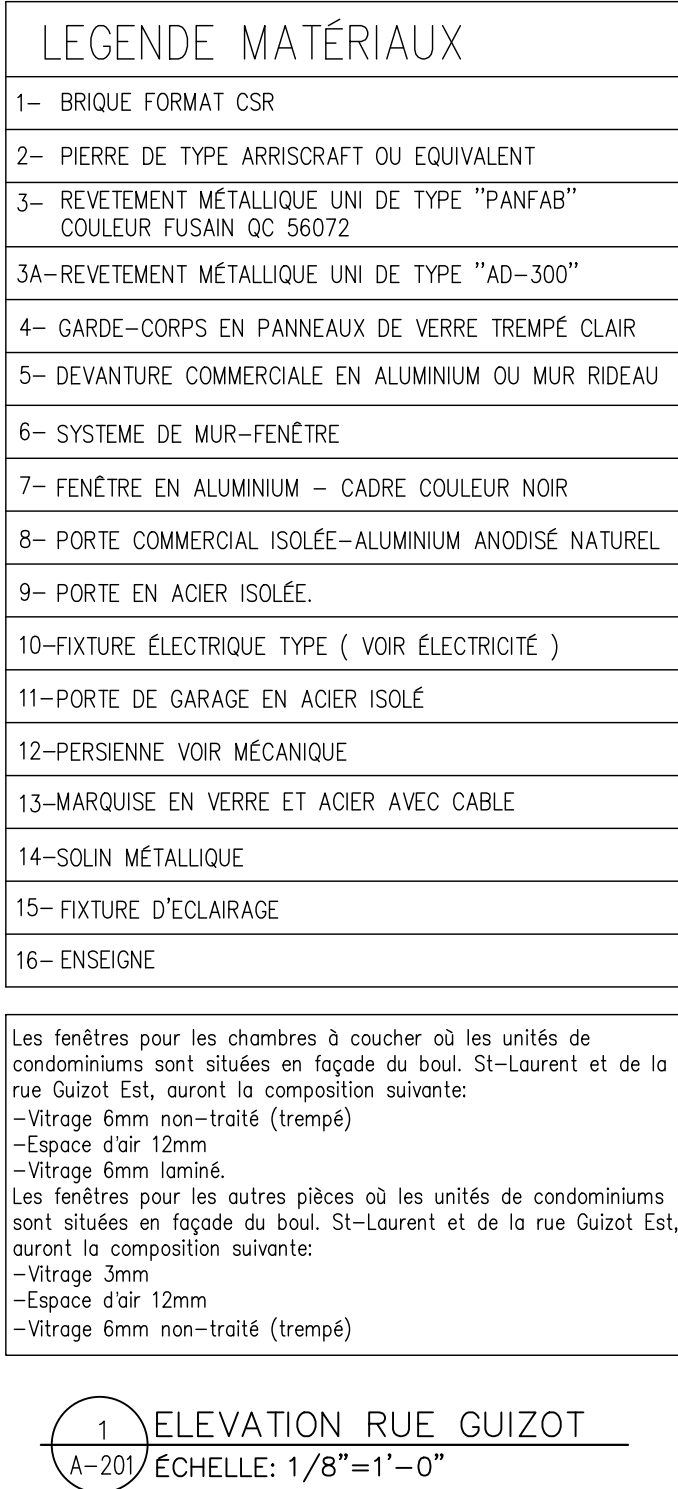 LEGENDE MATÉRIAUX
1- BRIQUE FORMAT CSR
2- PIERRE DE TYPE ARRISCRAFT OU EQUIVALENT
3- REVETEMENT MÉTALLIQUE UNI DE TYPE "PANFAB"
COULEUR FUSAIN QC 56072
3A-REVETEMENT MÉTALLIQUE UNI DE TYPE "AD-300"
4- GARDE-CORPS EN PANNEAUX DE VERRE TREMPÉ CLAIR
5- DEVANTURE COMMERCIALE EN ALUMINIUM OU MUR RIDEAU
6- SYSTEME DE MUR-FENÊTRE
7- FENÊTRE EN ALUMINIUM - CADRE COULEUR NOIR
8- PORTE COMMERCIAL ISOLÉE-ALUMINIUM ANODISÉ NATUREL
9- PORTE EN ACIER ISOLÉE.
10-FIXTURE ÉLECTRIQUE TYPE ( VOIR ÉLECTRICITÉ )
11-PORTE DE GARAGE EN ACIER ISOLÉ
12-PERSIENNE VOIR MÉCANIQUE
13-MARQUISE EN VERRE ET ACIER AVEC CABLE
14-SOLIN MÉTALLIQUE
15- FIXTURE D'ECLAIRAGE
16- ENSEIGNE
Les fenêtres pour les chambres à coucher où les unités de
condominiums sont situées en façade du boul. St-Laurent et de la
rue Guizot Est, auront la composition suivante:
-Vitrage 6mm non-traité (trempé)
-Espace d'air 12mm
-Vitrage 6mm laminé.
Les fenêtres pour les autres pièces où les unités de condominiums
sont situées en façade du boul. St-Laurent et de la rue Guizot Est,
auront la composition suivante:
-Vitrage 3mm
-Espace d'air 12mm
-Vitrage 6mm non-traité (trempé)
1 ELEVATION RUE GUIZOT
A-201 ÉCHELLE: 1/8"=1'-0"